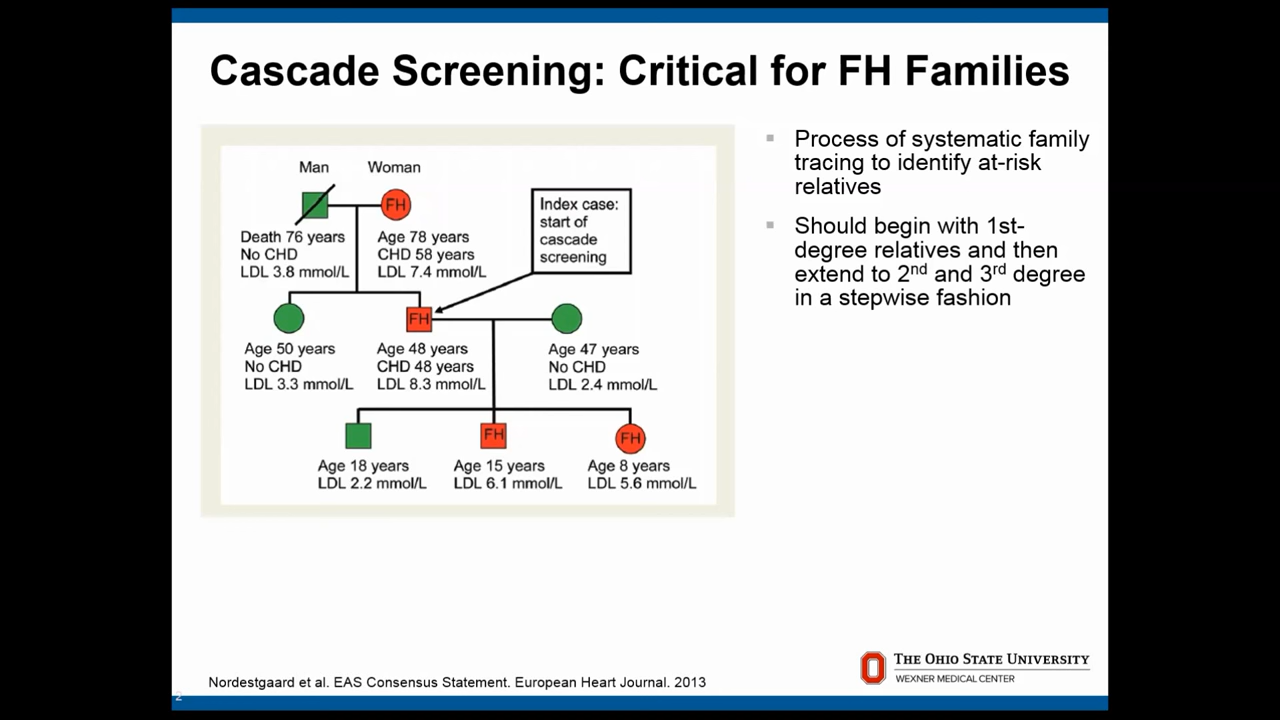 Cascade Screening: Critical for FH Families
Man
Woman
FH
Death 76 years
No CHD
LDL 3.8 mmol/L
Age 78 years
CHD 58 years
LDL 7.4 mmol/L
Index case:
start of
cascade
screening
FH
Age 50 years
No CHD
LDL 3.3 mmol/L
Age 48 years
CHD 48 years
LDL 8.3 mmol/L
Age 47 years
No CHD
LDL 2.4 mmol/L
FH
FH
Age 18 years
LDL 2.2 mmol/L
Age 15 years
LDL 6.1 mmol/L
Age 8 years
LDL 5.6 mmol/L
Process of systematic family
tracing to identify at-risk
relatives
Should begin with 1st-
degree relatives and then
extend to 2nd and 3rd degree
in a stepwise fashion
THE OHIO STATE UNIVERSITY
WEXNER MEDICAL CENTER
Nordestgaard et al. EAS Consensus Statement. European Heart Journal. 2013
2